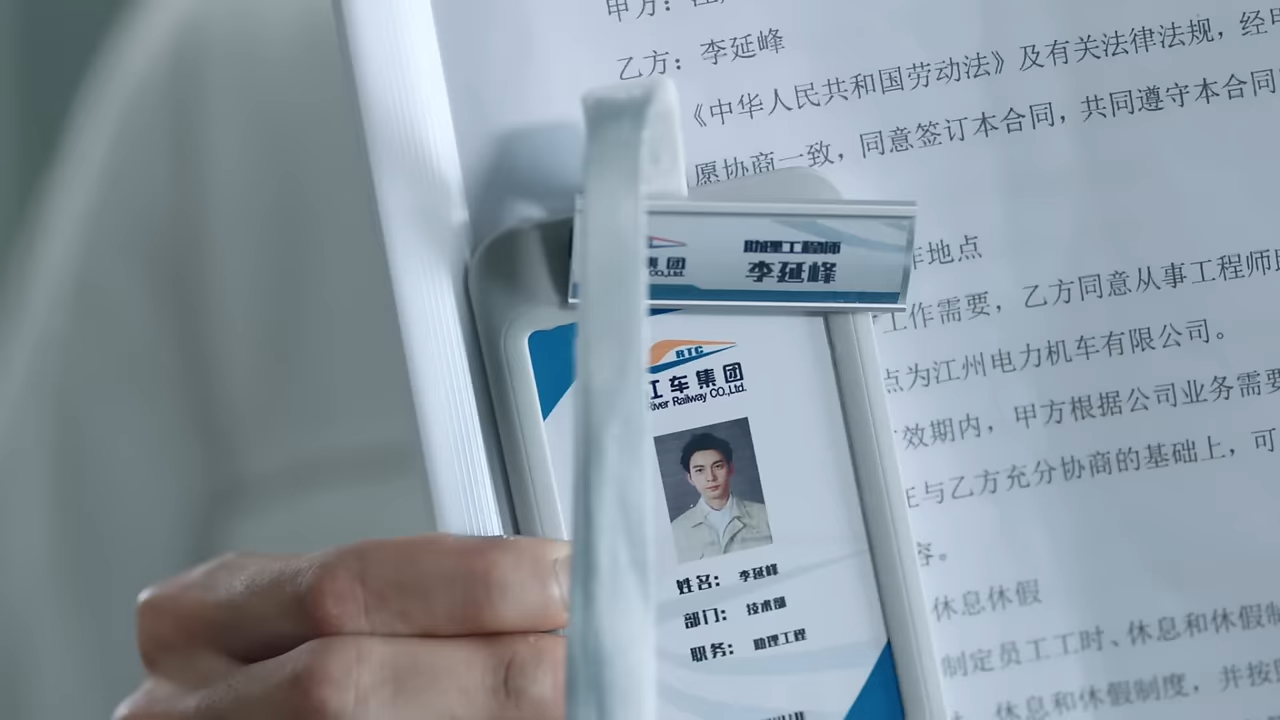 甲方：
乙方：李延峰
《中华人民共和国劳动法》及有关法律法规，经甲
愿协商一致，同意签订本合同，共同遵守本合同
地点
工作需要，乙方同意从事工程师
点为江州电力机车有限公司。
效期内，甲方根据公司业务需要
与乙方充分协商的基础上，可
容。
休息休假
制定员工工时、休息和休假制
休息和休假制度，并按
助理工程师
李延峰
集团
Co.,Ltd.
RTC
江车集团
River Railway CO.,Ltd.
姓名：李延峰
部门：技术部
职务：助理工程